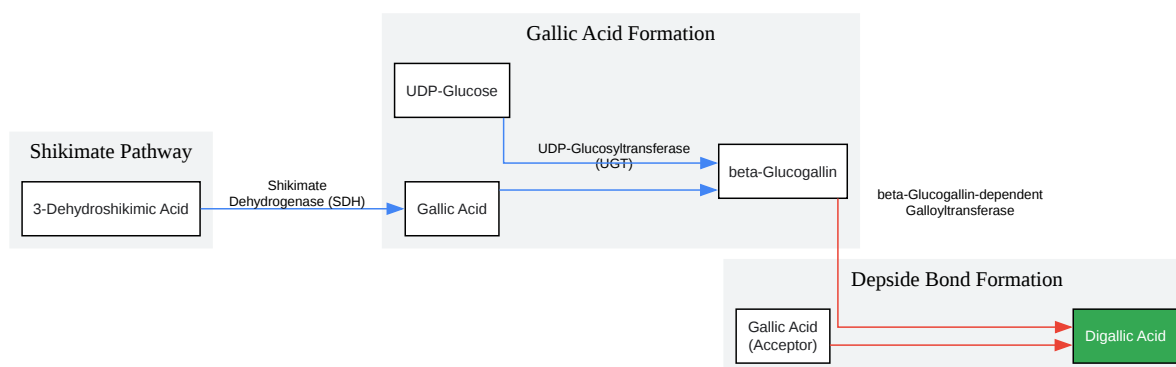 Gallic Acid Formation
UDP-Glucose
Shikimate Pathway
3-Dehydroshikimic Acid
Shikimate
Dehydrogenase (SDH)
Gallic Acid
UDP-Glucosyltransferase
(UGT)
beta-Glucogallin
beta-Glucogallin-dependent
Galloyltransferase
Depside Bond Formation
Gallic Acid
(Acceptor)
Digallic Acid